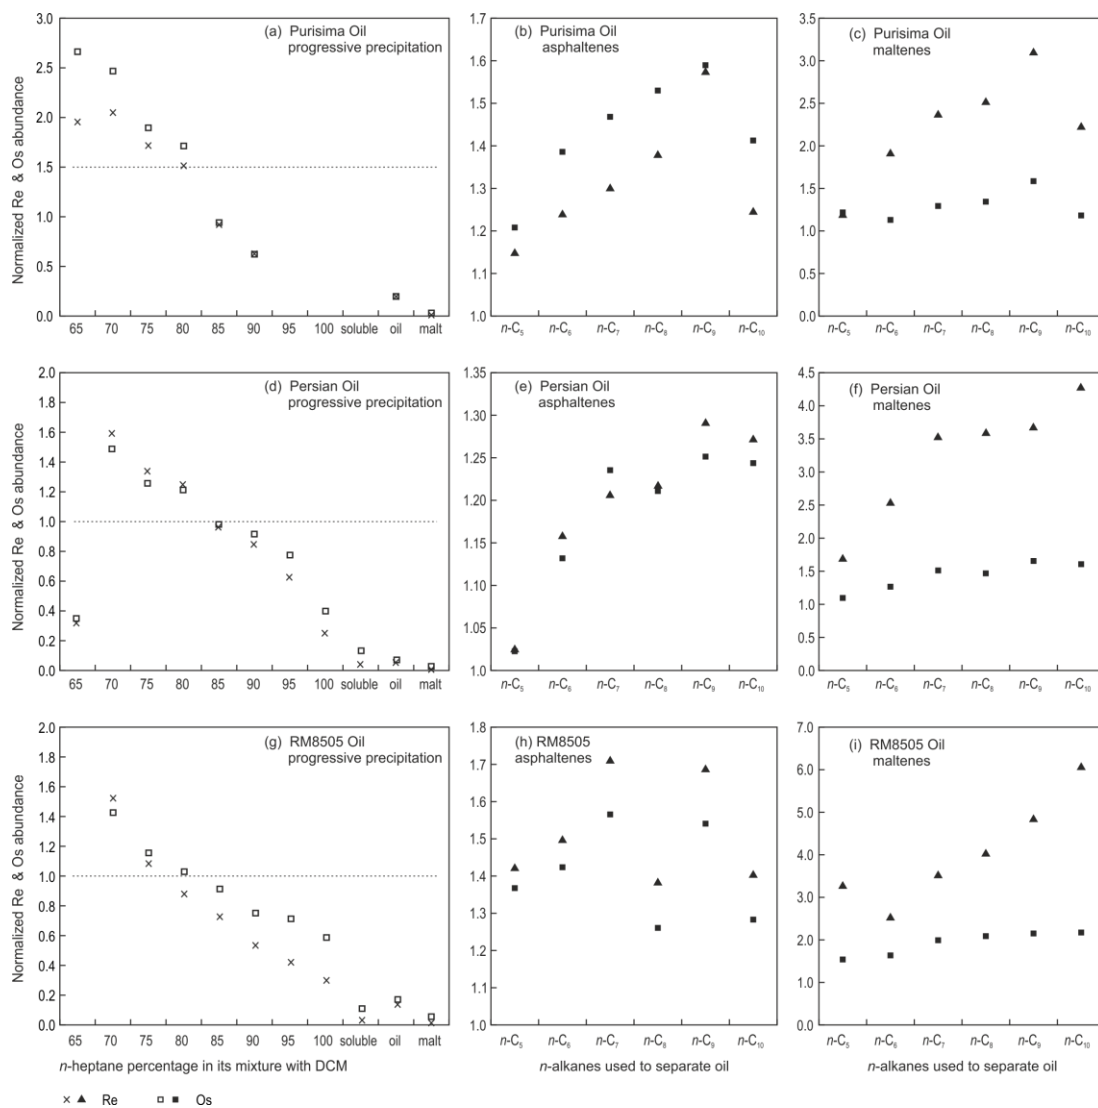 (a) Purisima Oil
progressive precipitation
Normalized Re & Os abundance
3.0
2.5
2.0
1.5
1.0
0.5
0.0
65 70 75 80 85 90 95 100 soluble oil malt
(b) Purisima Oil
asphaltenes
1.7
1.6
1.5
1.4
1.3
1.2
1.1
1.0
n-C5 n-C6 n-C7 n-C8 n-C9 n-C10
(c) Purisima Oil
maltenes
3.5
3.0
2.5
2.0
1.5
1.0
0.5
0.0
n-C5 n-C6 n-C7 n-C8 n-C9 n-C10
(d) Persian Oil
progressive precipitation
Normalized Re & Os abundance
2.0
1.8
1.6
1.4
1.2
1.0
0.8
0.6
0.4
0.2
0.0
65 70 75 80 85 90 95 100 soluble oil malt
(e) Persian Oil
asphaltenes
1.35
1.30
1.25
1.20
1.15
1.10
1.05
1.0
n-C5 n-C6 n-C7 n-C8 n-C9 n-C10
(f) Persian Oil
maltenes
4.5
4.0
3.5
3.0
2.5
2.0
1.5
1.0
0.5
0.0
n-C5 n-C6 n-C7 n-C8 n-C9 n-C10
(g) RM8505 Oil
progressive precipitation
Normalized Re & Os abundance
2.0
1.8
1.6
1.4
1.2
1.0
0.8
0.6
0.4
0.2
0.0
65 70 75 80 85 90 95 100 soluble oil malt
n-heptane percentage in its mixture with DCM
(h) RM8505
asphaltenes
1.8
1.7
1.6
1.5
1.4
1.3
1.2
1.1
1.0
n-C5 n-C6 n-C7 n-C8 n-C9 n-C10
n-alkanes used to separate oil
(i) RM8505 Oil
maltenes
7.0
6.0
5.0
4.0
3.0
2.0
1.0
0.0
n-C5 n-C6 n-C7 n-C8 n-C9 n-C10
n-alkanes used to separate oil
Re Os